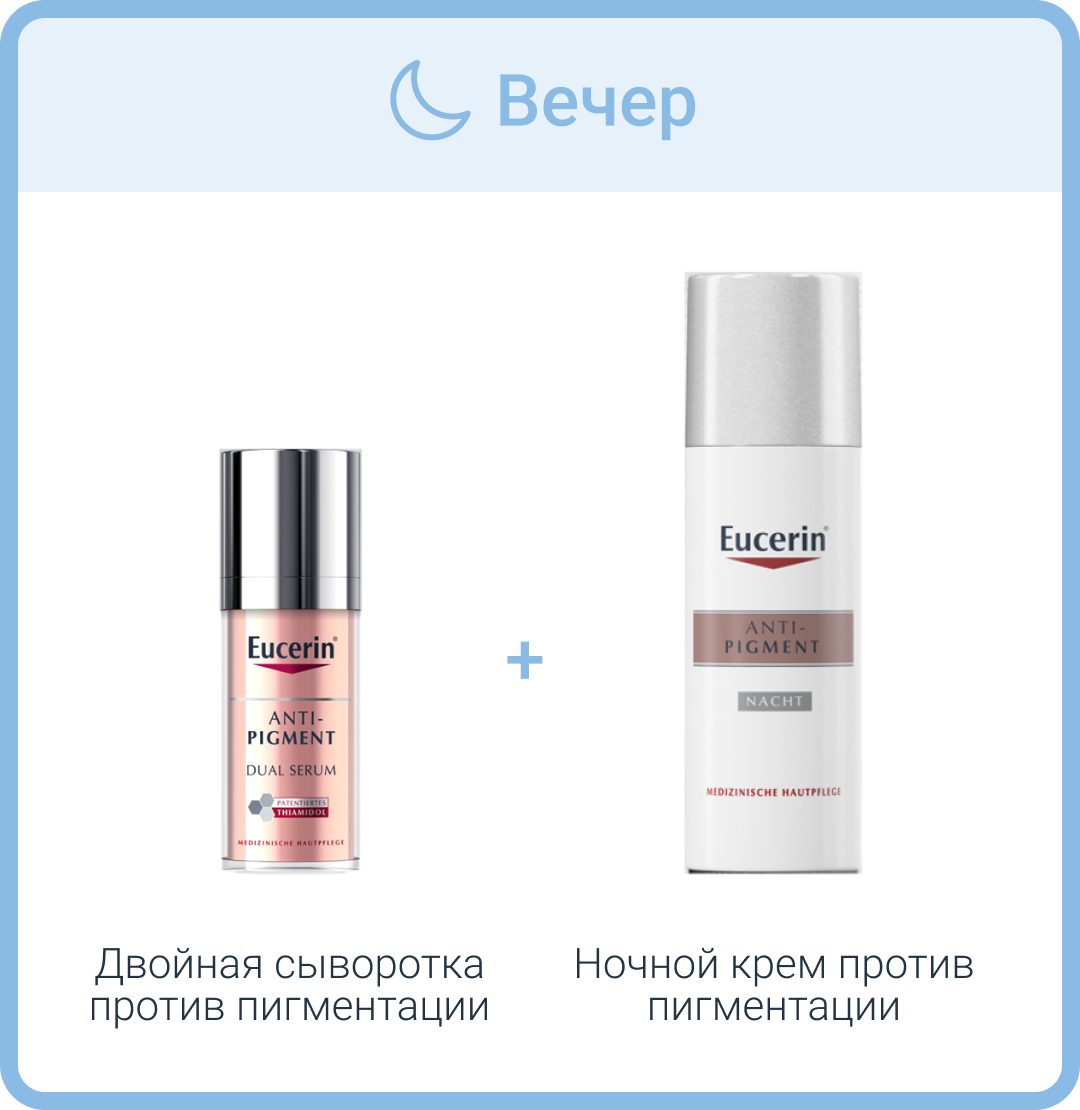 Вечер
Eucerin®
ANTI-
PIGMENT
NACHT
MEDIZINISCHE HAUTPFLEGE
Eucerin®
ANTI-
PIGMENT
DUAL SERUM
PATENTIERTES
THIAMIDOL
MEDIZINISCHE HAUTPFLEGE
+
Двойная сыворотка
против пигментации
Ночной крем против
пигментации